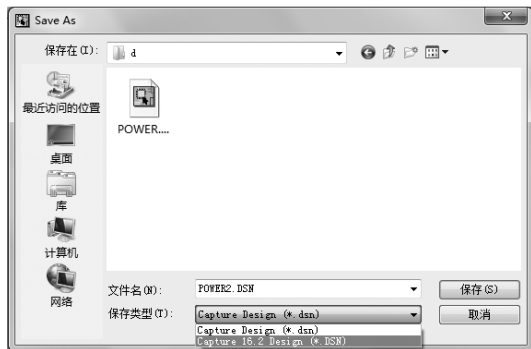 Save As
保存在(I):
d
最近访问的位置
桌面
库
计算机
网络
POWER....
文件名(N):
POWER2.DSN
保存(S)
保存类型(T):
Capture Design (*.dsn)
取消
Capture Design (*.dsn)
Capture 16.2 Design (*.DSN)